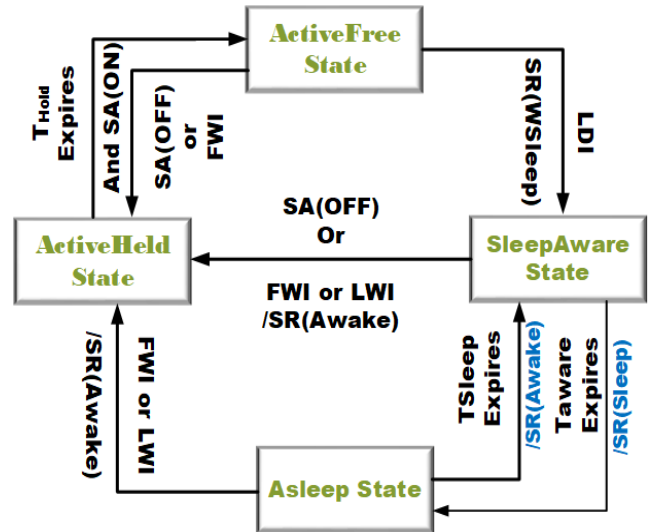 ActiveFree
State
THold
Expires
And SA(ON)
SA(OFF)
or
FWI
LDI
SR(WSleep)
SA(OFF)
Or
ActiveHeld
State
SleepAware
State
FWI or LWI
/SR(Awake)
FWI or LWI
/SR(Awake)
TSleep
Expires
/SR(Awake)
Taware
Expires
/SR(Sleep)
Asleep State